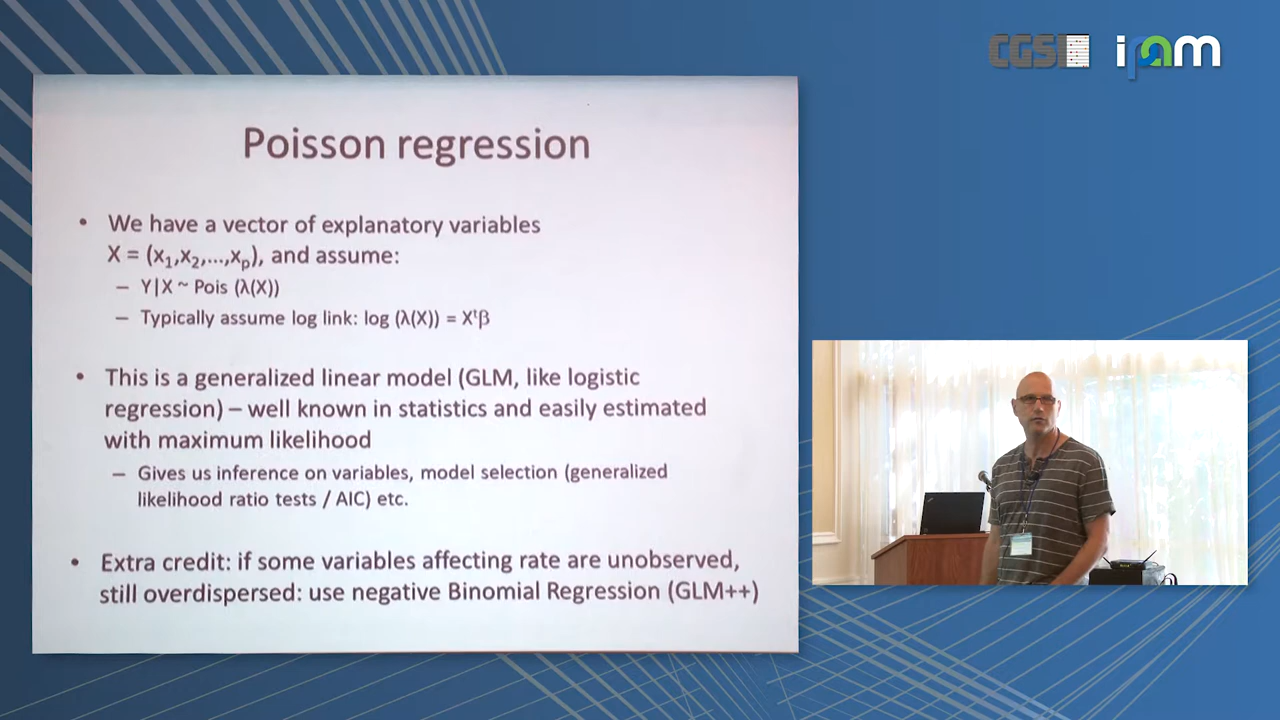 CGSI ipam
Poisson regression
• We have a vector of explanatory variables
X = (x₁,x₂,...,xₚ), and assume:
– Y|X ~ Pois (λ(X))
– Typically assume log link: log (λ(X)) = Xᵗβ
• This is a generalized linear model (GLM, like logistic
regression) – well known in statistics and easily estimated
with maximum likelihood
– Gives us inference on variables, model selection (generalized
likelihood ratio tests / AIC) etc.
• Extra credit: if some variables affecting rate are unobserved,
still overdispersed: use negative Binomial Regression (GLM++)